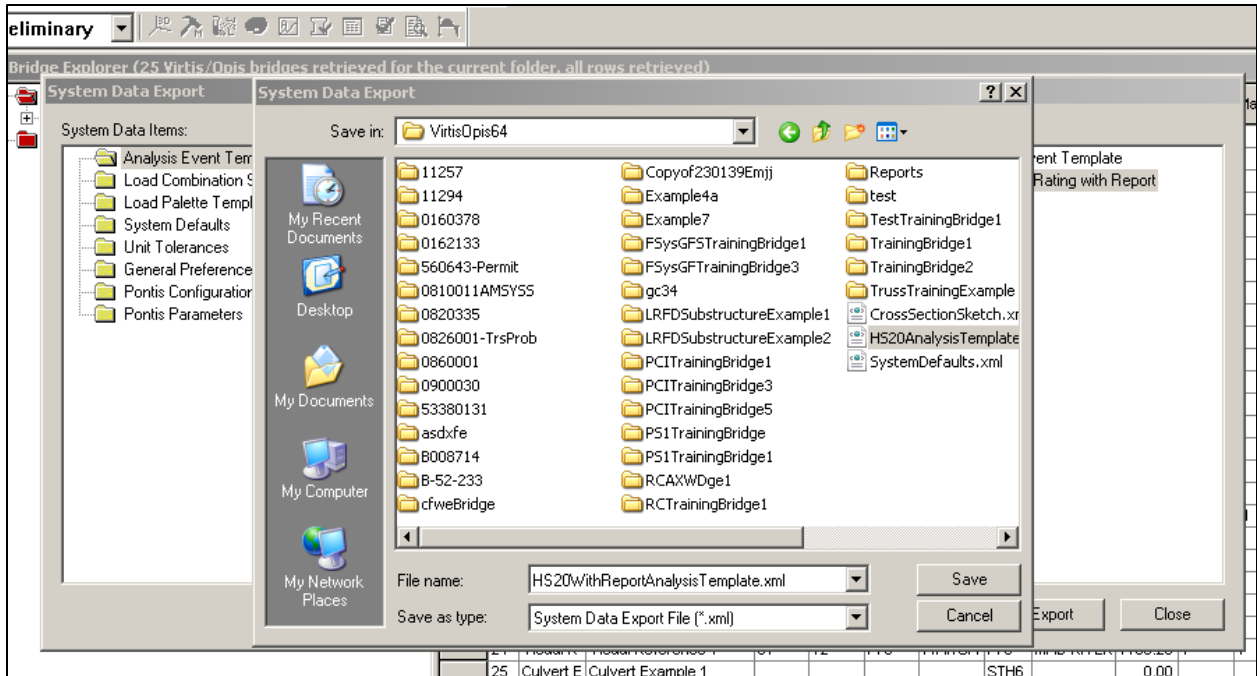 eliminary
Bridge Explorer (25 Virtis/Opis bridges retrieved for the current folder, all rows retrieved)
System Data Export
System Data Items:
Analysis Event Tem
Load Combination S
Load Palette Templ
System Defaults
Unit Tolerances
General Preference
Pontis Configuration
Pontis Parameters
System Data Export
Save in: VirtisOpis64
My Recent Documents
Desktop
My Documents
My Computer
My Network Places
11257
11294
0160378
0162133
560643-Permit
0810011AMSYSS
0820335
0826001-TrsProb
0860001
0900030
53380131
asdxfe
B008714
B-52-233
cfweBridge
Copyof230139Emjj
Example4a
Example7
FSysGFSTrainingBridge1
FSysGFTrainingBridge3
gc34
LRFDSubstructureExample1
LRFDSubstructureExample2
PCITrainingBridge1
PCITrainingBridge3
PCITrainingBridge5
PS1TrainingBridge
PS1TrainingBridge1
RCAXWDge1
RCTrainingBridge1
Reports
test
TestTrainingBridge1
TrainingBridge1
TrainingBridge2
TrussTrainingExample
CrossSectionSketch.xr
HS20AnalysisTemplate
SystemDefaults.xml
File name: HS20WithReportAnalysisTemplate.xml
Save
Save as type: System Data Export File (*.xml)
Cancel
ent Template
Rating with Report
Export
Close
25 Culvert E Culvert Example 1 STH6 0.00